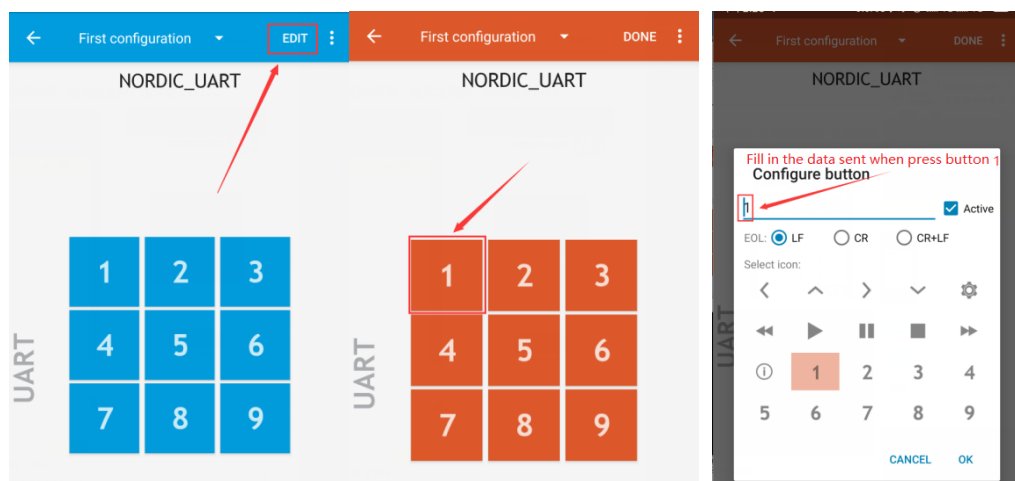 First configuration EDIT
NORDIC_UART
1 2 3
4 5 6
7 8 9
UART
First configuration DONE
NORDIC_UART
1 2 3
4 5 6
7 8 9
UART
First configuration DONE
NORDIC_UART
Fill in the data sent when press button 1
Configure button
1 Active
EOL: LF CR CR+LF
Select icon:
1 2 3 4
5 6 7 8 9
CANCEL OK
UART